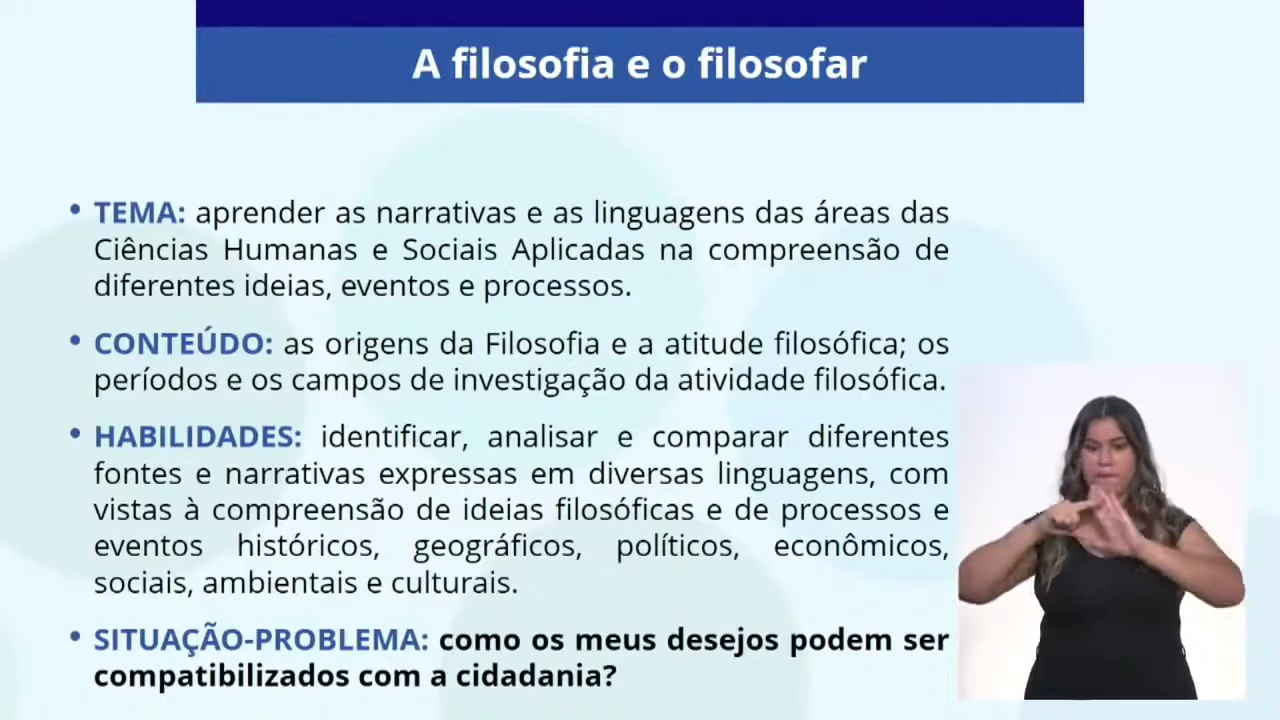 A filosofia e o filosofar
• TEMA: aprender as narrativas e as linguagens das áreas das
Ciências Humanas e Sociais Aplicadas na compreensão de
diferentes ideias, eventos e processos.
• CONTEÚDO: as origens da Filosofia e a atitude filosófica; os
períodos e os campos de investigação da atividade filosófica.
• HABILIDADES: identificar, analisar e comparar diferentes
fontes e narrativas expressas em diversas linguagens, com
vistas à compreensão de ideias filosóficas e de processos e
eventos históricos, geográficos, políticos, econômicos,
sociais, ambientais e culturais.
• SITUAÇÃO-PROBLEMA: como os meus desejos podem ser
compatibilizados com a cidadania?